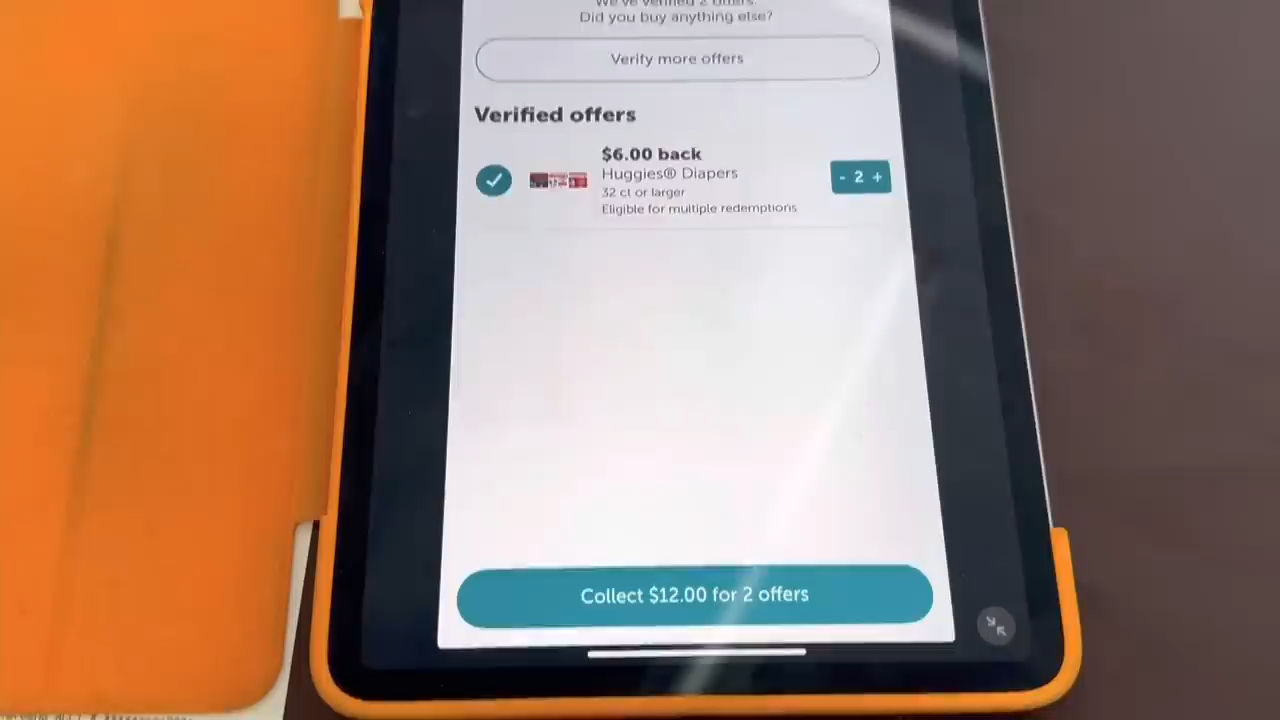 We've verified 2 offers.
Did you buy anything else?
Verify more offers
Verified offers
$6.00 back
Huggies® Diapers
32 ct or larger
Eligible for multiple redemptions
- 2 +
Collect $12.00 for 2 offers